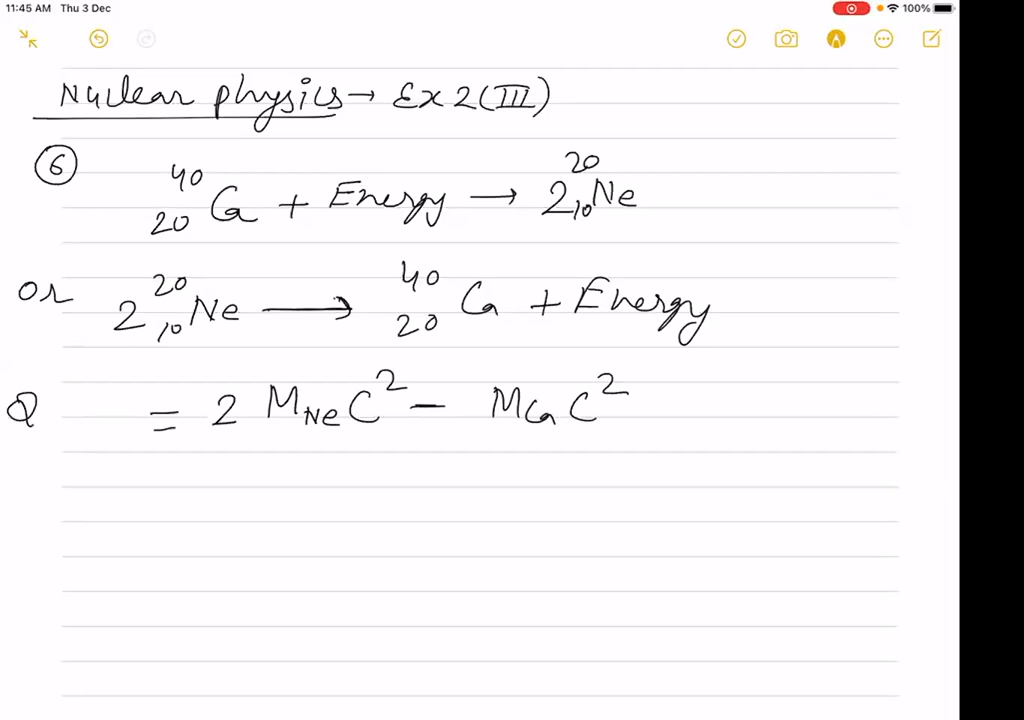 11:45 AM Thu 3 Dec 100%
Nuclear physics → Ex 2 (III)
⑥ ⁴⁰₂₀Ca + Energy → 2 ²⁰₁₀Ne
or 2 ²⁰₁₀Ne → ⁴⁰₂₀Ca + Energy
Q = 2 M_Ne C² − M_Ca C²